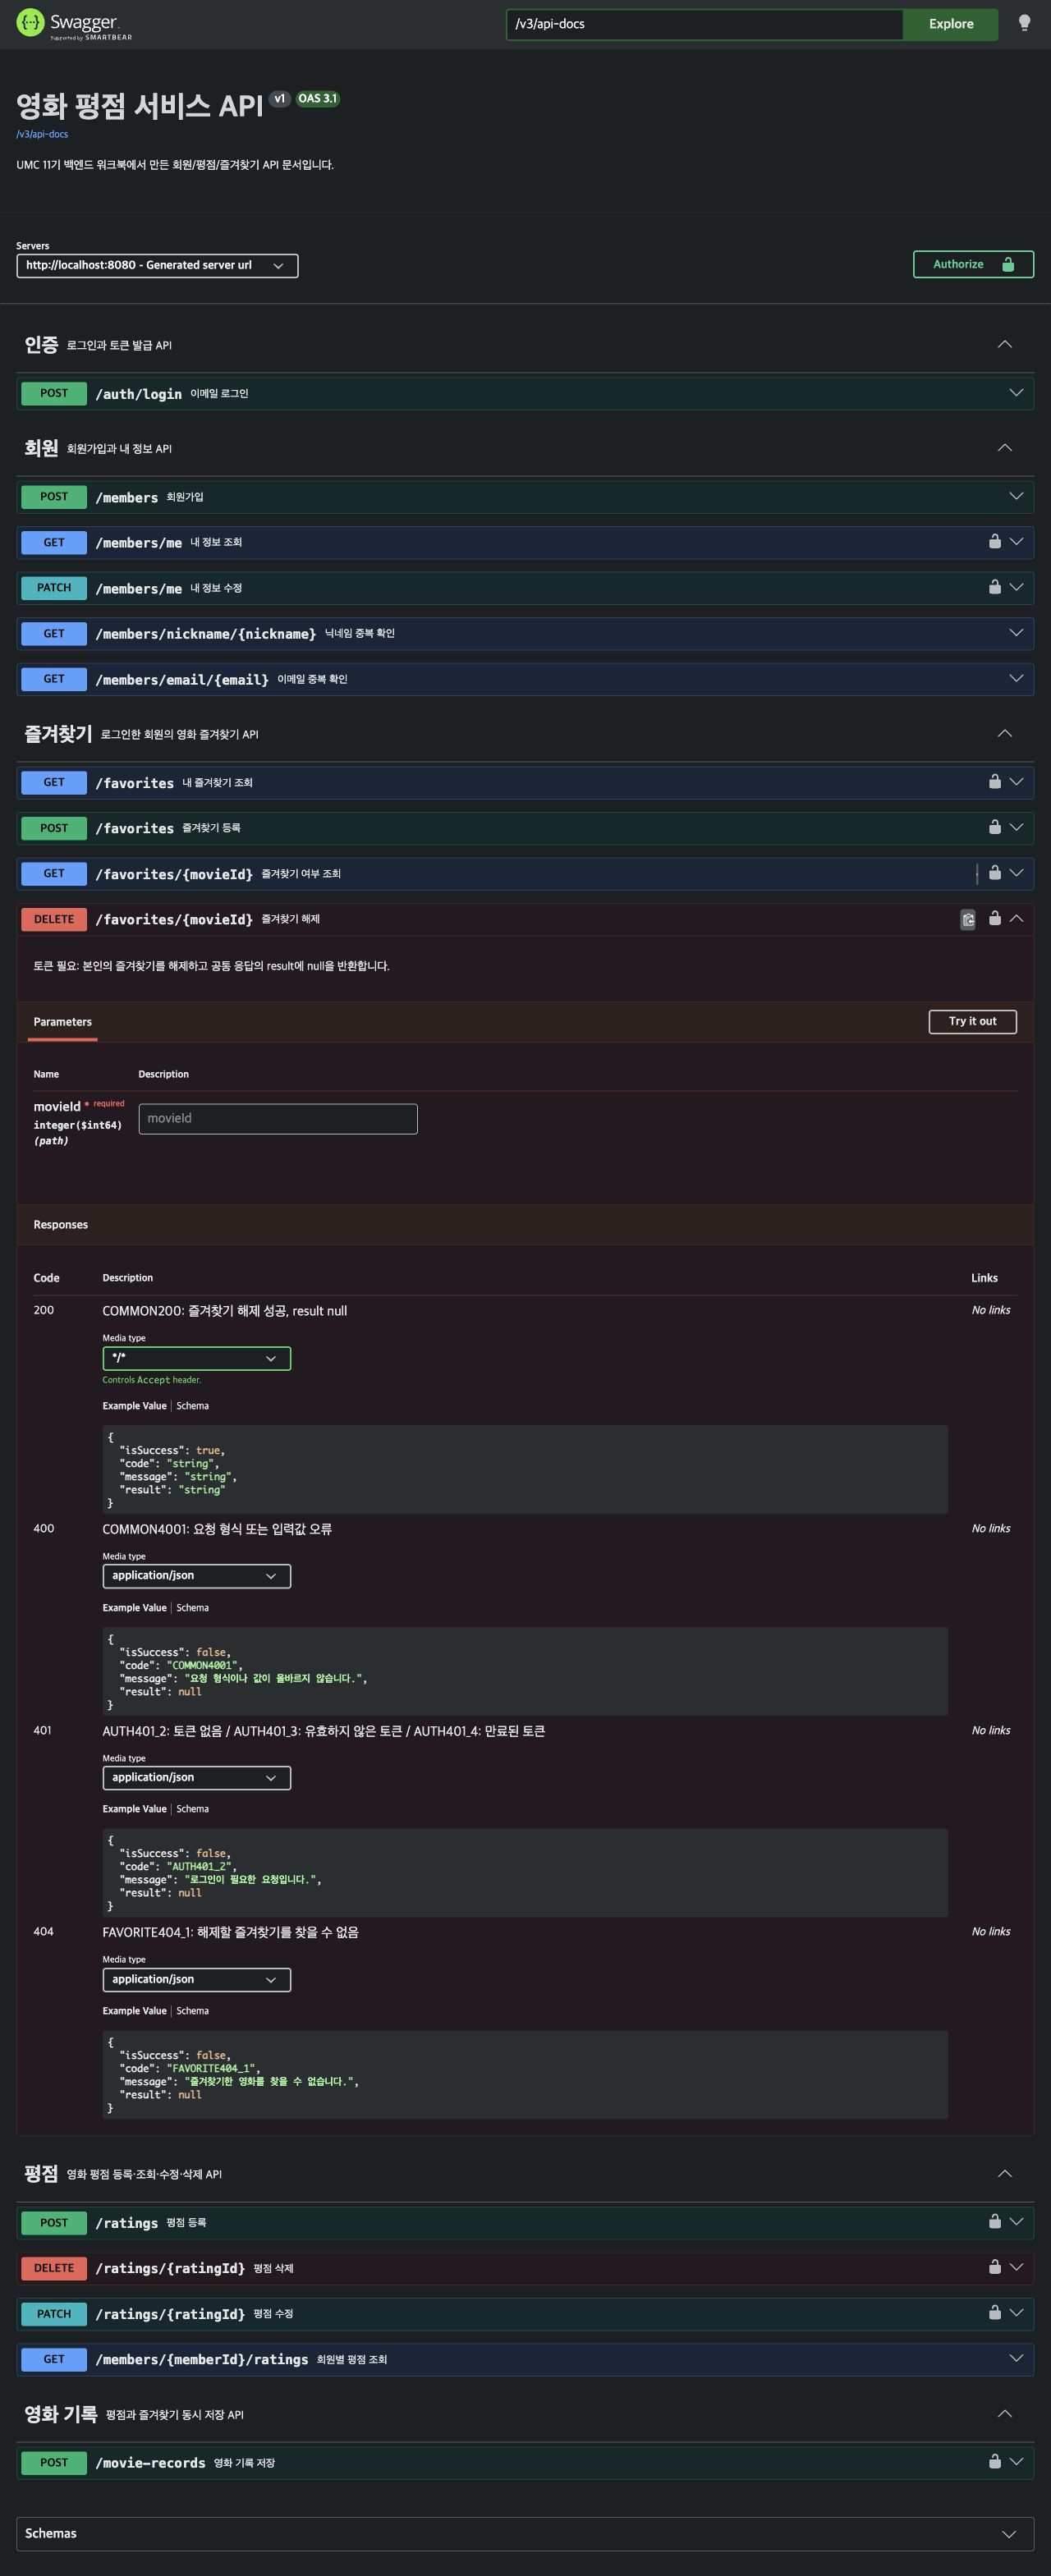 Swagger.
Supported by SMARTBEAR
/v3/api-docs
Explore
영화 평점 서비스 API v1 OAS 3.1
/v3/api-docs
UMC 11기 백엔드 워크북에서 만든 회원/평점/즐겨찾기 API 문서입니다.
Servers
http://localhost:8080 - Generated server url
Authorize
인증 로그인과 토큰 발급 API
POST /auth/login 이메일 로그인
회원 회원가입과 내 정보 API
POST /members 회원가입
GET /members/me 내 정보 조회
PATCH /members/me 내 정보 수정
GET /members/nickname/{nickname} 닉네임 중복 확인
GET /members/email/{email} 이메일 중복 확인
즐겨찾기 로그인한 회원의 영화 즐겨찾기 API
GET /favorites 내 즐겨찾기 조회
POST /favorites 즐겨찾기 등록
GET /favorites/{movieId} 즐겨찾기 여부 조회
DELETE /favorites/{movieId} 즐겨찾기 해제
토큰 필요: 본인의 즐겨찾기를 해제하고 공통 응답의 result에 null을 반환합니다.
Parameters
Try it out
Name Description
movieId * required
integer($int64)
(path)
movieId
Responses
Code Description Links
200 COMMON200: 즐겨찾기 해제 성공, result null No links
Media type
*/*
Controls Accept header.
Example Value | Schema
{
"isSuccess": true,
"code": "string",
"message": "string",
"result": "string"
}
400 COMMON4001: 요청 형식 또는 입력값 오류 No links
Media type
application/json
Example Value | Schema
{
"isSuccess": false,
"code": "COMMON4001",
"message": "요청 형식이나 값이 올바르지 않습니다.",
"result": null
}
401 AUTH401_2: 토큰 없음 / AUTH401_3: 유효하지 않은 토큰 / AUTH401_4: 만료된 토큰 No links
Media type
application/json
Example Value | Schema
{
"isSuccess": false,
"code": "AUTH401_2",
"message": "로그인이 필요한 요청입니다.",
"result": null
}
404 FAVORITE404_1: 해제할 즐겨찾기를 찾을 수 없음 No links
Media type
application/json
Example Value | Schema
{
"isSuccess": false,
"code": "FAVORITE404_1",
"message": "즐겨찾기한 영화를 찾을 수 없습니다.",
"result": null
}
평점 영화 평점 등록·조회·수정·삭제 API
POST /ratings 평점 등록
DELETE /ratings/{ratingId} 평점 삭제
PATCH /ratings/{ratingId} 평점 수정
GET /members/{memberId}/ratings 회원별 평점 조회
영화 기록 평점과 즐겨찾기 동시 저장 API
POST /movie-records 영화 기록 저장
Schemas